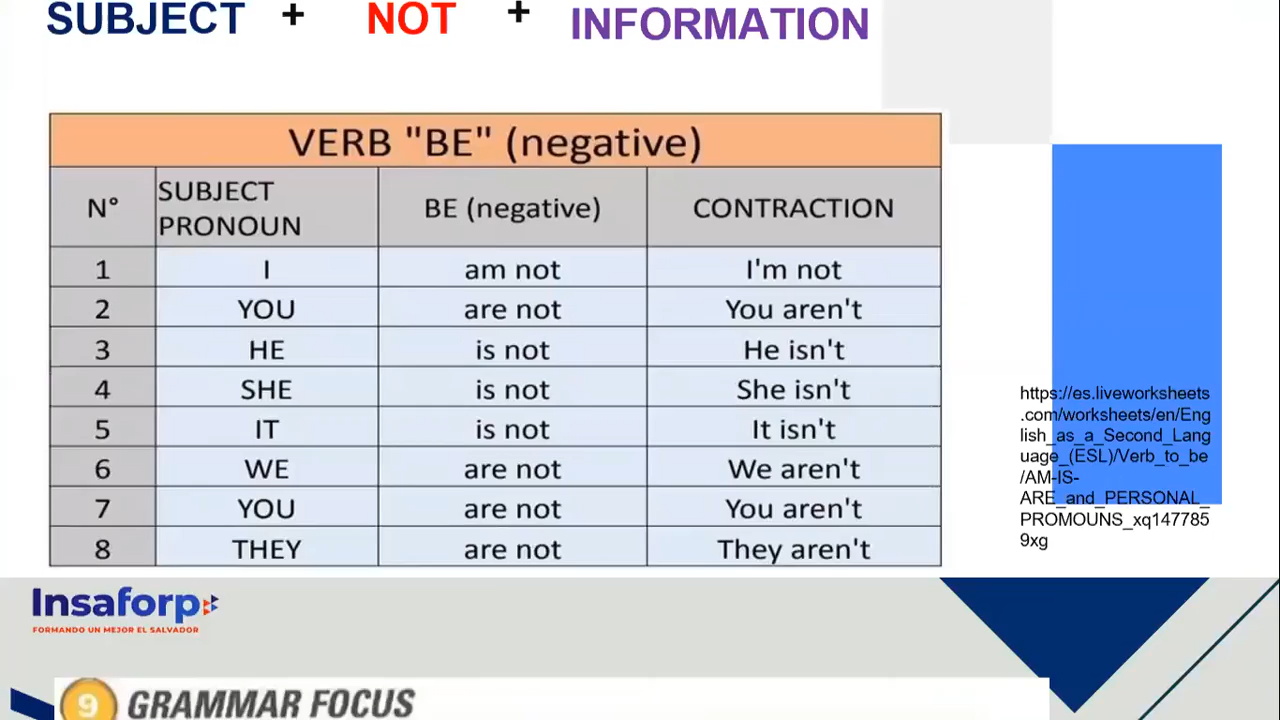 SUBJECT + NOT + INFORMATION
VERB "BE" (negative)
N° SUBJECT PRONOUN BE (negative) CONTRACTION
1 I am not I'm not
2 YOU are not You aren't
3 HE is not He isn't
4 SHE is not She isn't
5 IT is not It isn't
6 WE are not We aren't
7 YOU are not You aren't
8 THEY are not They aren't
https://es.liveworksheets
.com/worksheets/en/Eng
lish_as_a_Second_Lang
uage_(ESL)/Verb_to_be
/AM-IS-
ARE_and_PERSONAL_
PROMOUNS_xq147785
9xg
Insaforp
FORMANDO UN MEJOR EL SALVADOR
9 GRAMMAR FOCUS